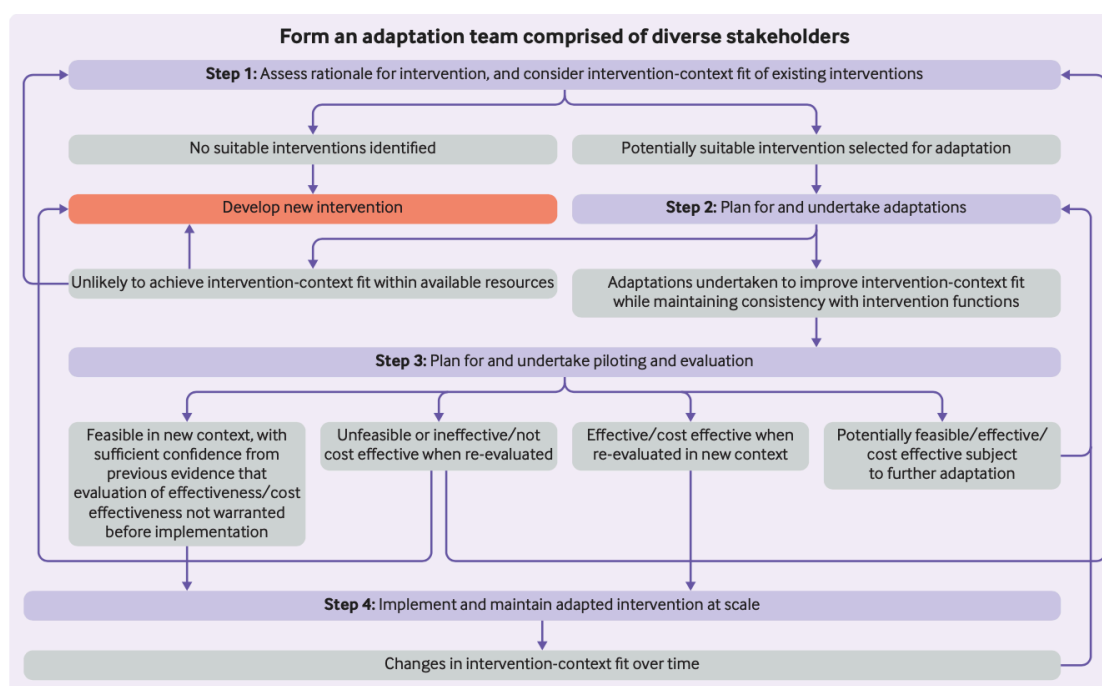 Form an adaptation team comprised of diverse stakeholders
Step 1: Assess rationale for intervention, and consider intervention-context fit of existing interventions
No suitable interventions identified
Potentially suitable intervention selected for adaptation
Develop new intervention
Step 2: Plan for and undertake adaptations
Unlikely to achieve intervention-context fit within available resources
Adaptations undertaken to improve intervention-context fit
while maintaining consistency with intervention functions
Step 3: Plan for and undertake piloting and evaluation
Feasible in new context, with
sufficient confidence from
previous evidence that
evaluation of effectiveness/cost
effectiveness not warranted
before implementation
Unfeasible or ineffective/not
cost effective when re-evaluated
Effective/cost effective when
re-evaluated in new context
Potentially feasible/effective/
cost effective subject
to further adaptation
Step 4: Implement and maintain adapted intervention at scale
Changes in intervention-context fit over time